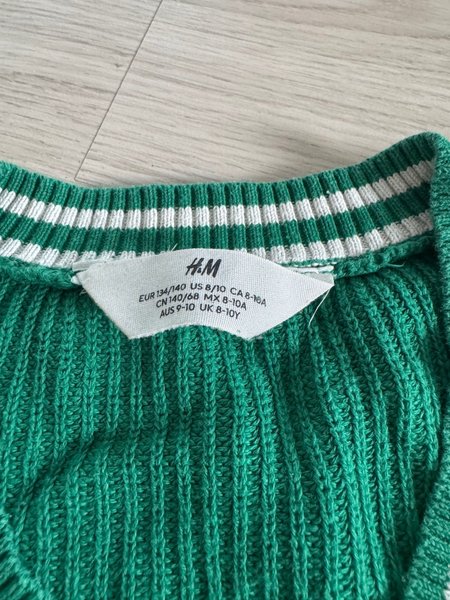 H&M
EUR 134/140 US 8/10 CA 8-10A
CN 140/68 MX 8-10A
AUS 9-10 UK 8-10Y